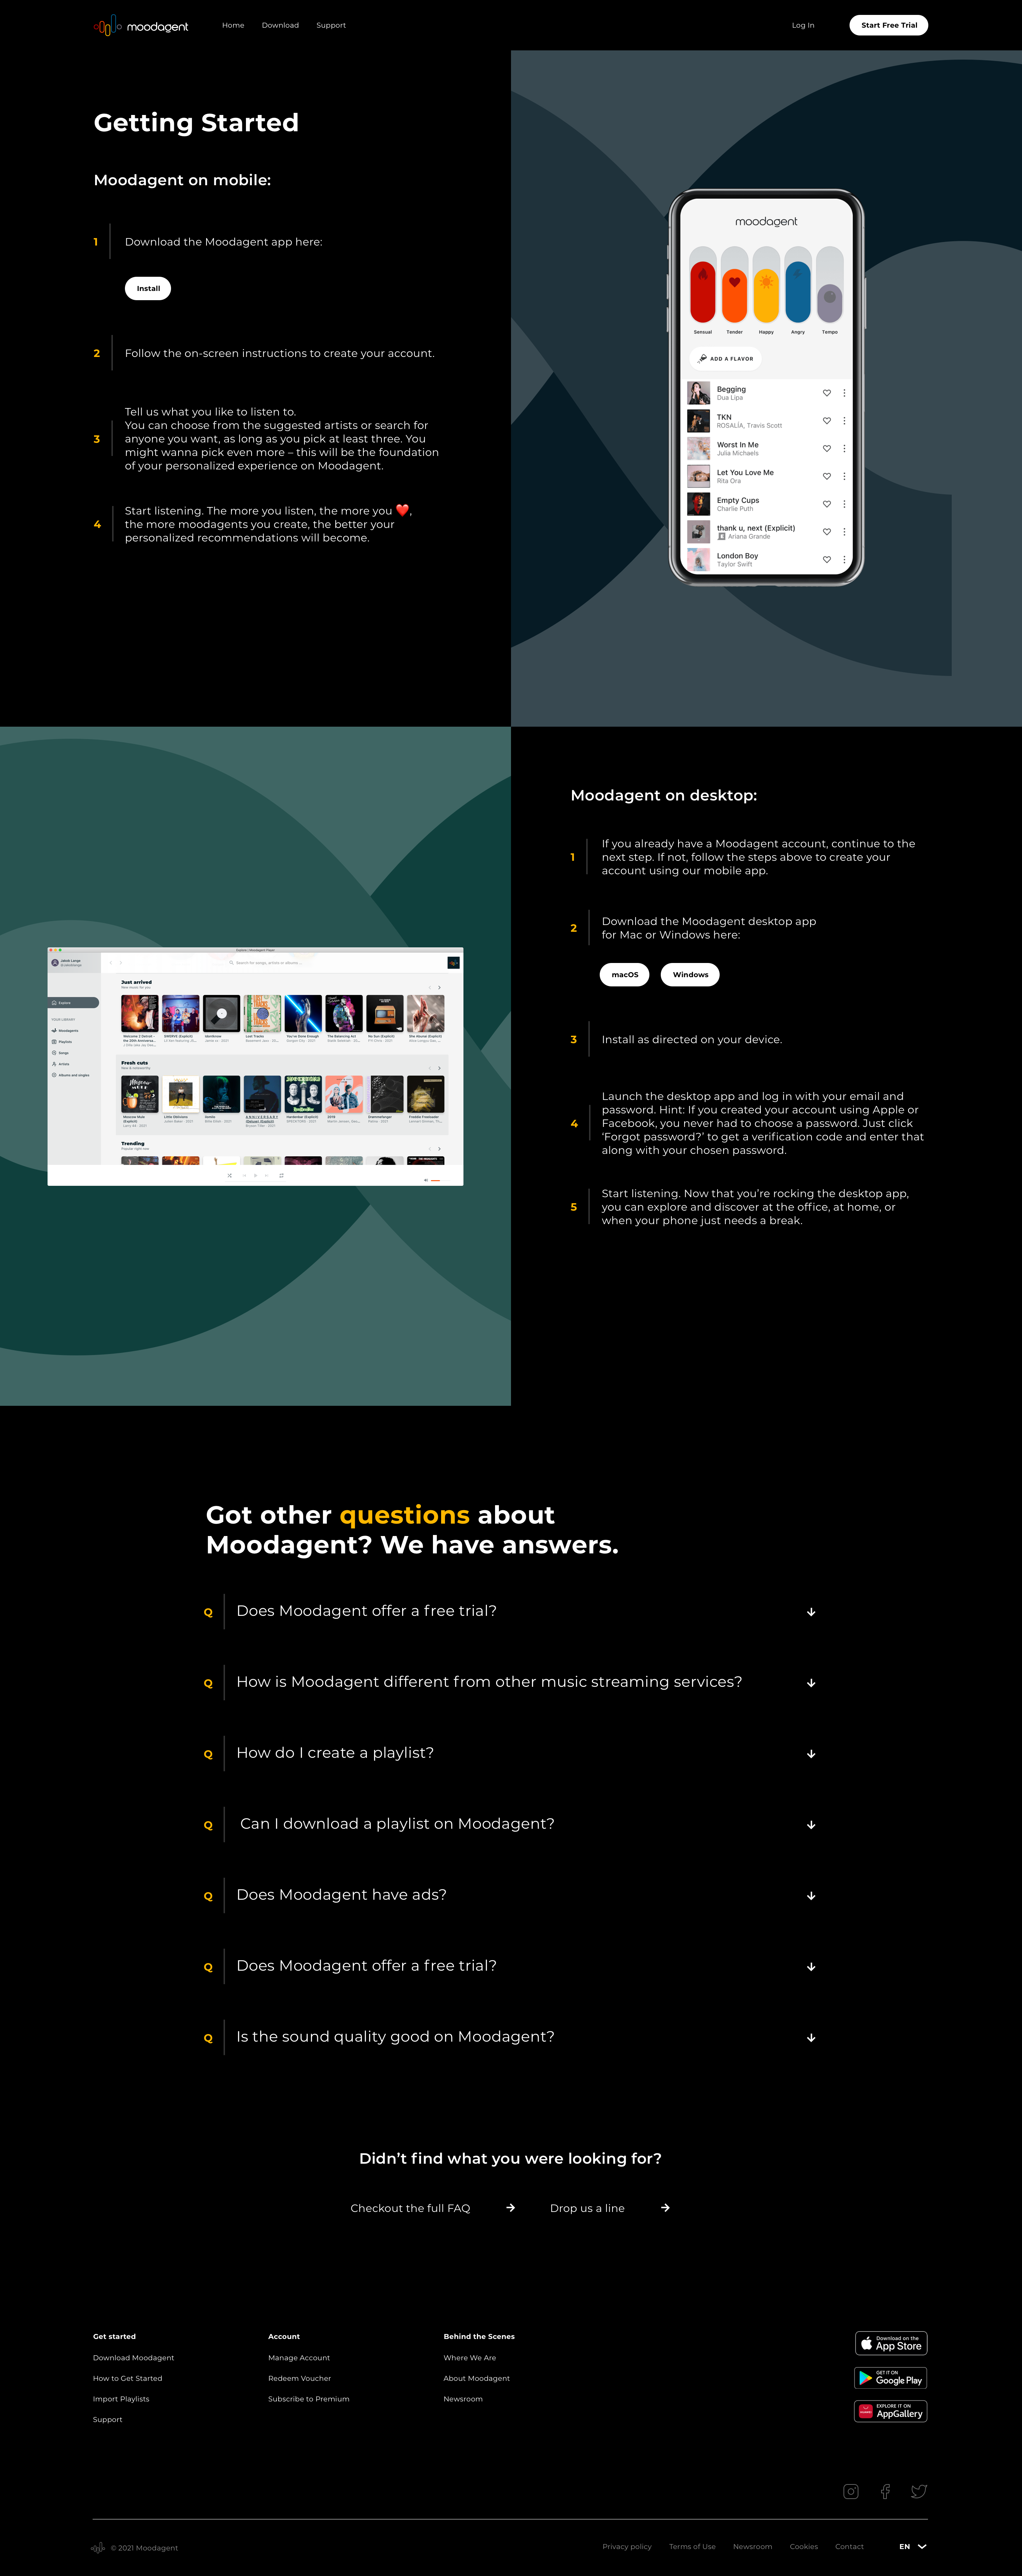 moodagent
Home
Download
Support
Log In
Start Free Trial
Getting Started
Moodagent on mobile:
1
Download the Moodagent app here:
Install
2
Follow the on-screen instructions to create your account.
3
Tell us what you like to listen to.
You can choose from the suggested artists or search for
anyone you want, as long as you pick at least three. You
might wanna pick even more – this will be the foundation
of your personalized experience on Moodagent.
4
Start listening. The more you listen, the more you ❤️,
the more moodagents you create, the better your
personalized recommendations will become.
moodagent
Sensual
Tender
Happy
Angry
Tempo
ADD A FLAVOR
Begging
Dua Lipa
TKN
ROSALÍA, Travis Scott
Worst In Me
Julia Michaels
Let You Love Me
Rita Ora
Empty Cups
Charlie Puth
thank u, next (Explicit)
E Ariana Grande
London Boy
Taylor Swift
Explore
YOUR LIBRARY
Moodagents
Playlists
Songs
Artists
Albums and singles
Search for songs, artists or albums ...
Just arrived
Fresh cuts
Trending
Moodagent on desktop:
1
If you already have a Moodagent account, continue to the
next step. If not, follow the steps above to create your
account using our mobile app.
2
Download the Moodagent desktop app
for Mac or Windows here:
macOS
Windows
3
Install as directed on your device.
4
Launch the desktop app and log in with your email and
password. Hint: If you created your account using Apple or
Facebook, you never had to choose a password. Just click
‘Forgot password?’ to get a verification code and enter that
along with your chosen password.
5
Start listening. Now that you’re rocking the desktop app,
you can explore and discover at the office, at home, or
when your phone just needs a break.
Got other questions about
Moodagent? We have answers.
Q
Does Moodagent offer a free trial?
Q
How is Moodagent different from other music streaming services?
Q
How do I create a playlist?
Q
Can I download a playlist on Moodagent?
Q
Does Moodagent have ads?
Q
Does Moodagent offer a free trial?
Q
Is the sound quality good on Moodagent?
Didn’t find what you were looking for?
Checkout the full FAQ
Drop us a line
Get started
Download Moodagent
How to Get Started
Import Playlists
Support
Account
Manage Account
Redeem Voucher
Subscribe to Premium
Behind the Scenes
Where We Are
About Moodagent
Newsroom
Download on the
App Store
GET IT ON
Google Play
EXPLORE IT ON
AppGallery
© 2021 Moodagent
Privacy policy
Terms of Use
Newsroom
Cookies
Contact
EN